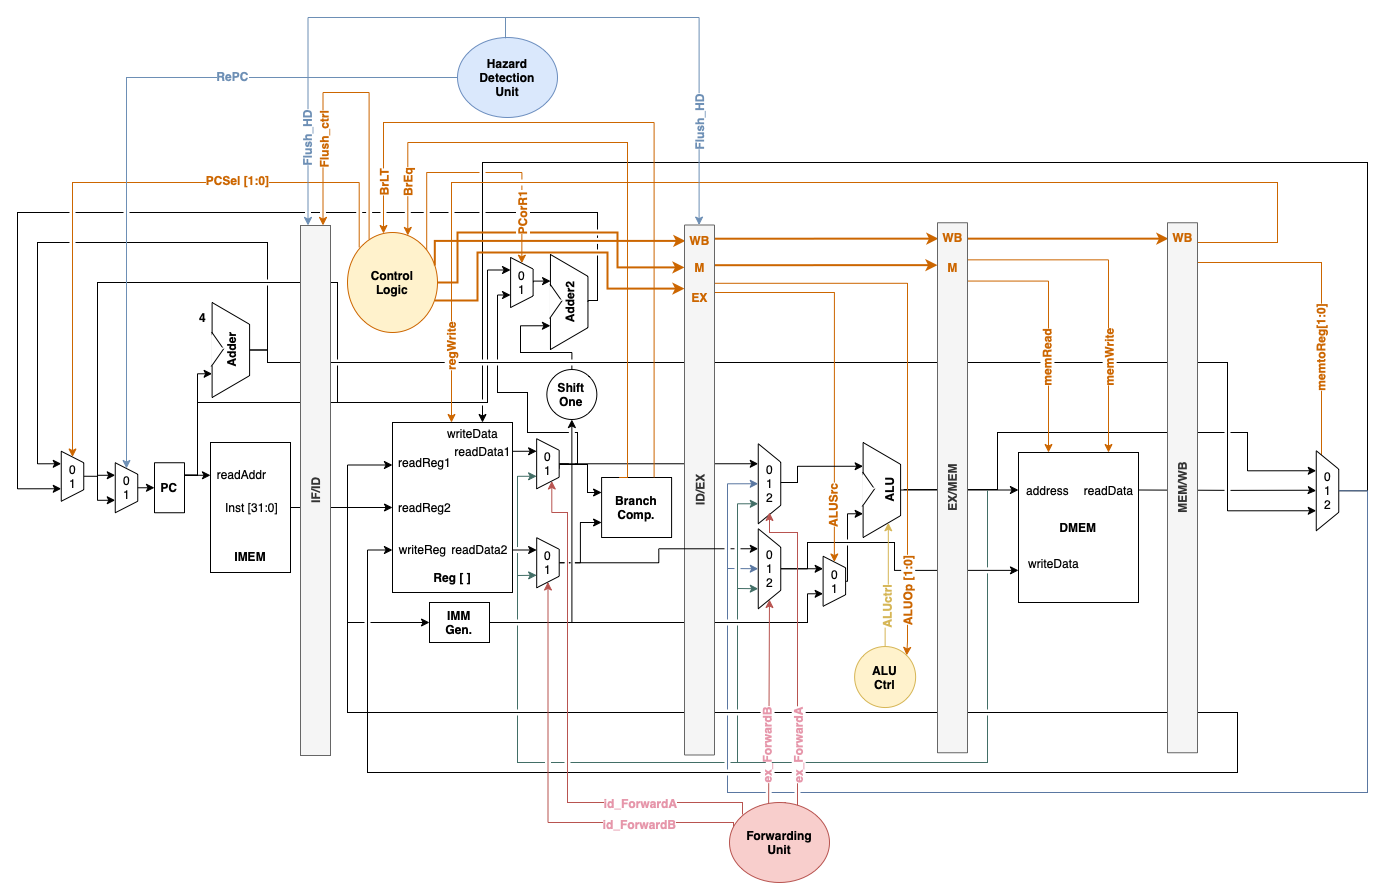 Hazard
Detection
Unit
RePC
Flush_HD
Flush_ctrl
Flush_HD
PCSel [1:0]
BrLT
BrEq
PCorR1
Control
Logic
WB
M
EX
WB
M
WB
0
1
Adder2
4
Adder
regWrite
memRead
memWrite
memtoReg[1:0]
Shift
One
writeData
readData1
readReg1
readReg2
writeReg
readData2
Reg [ ]
0
1
0
1
PC
readAddr
Inst [31:0]
IMEM
IF/ID
0
1
0
1
Branch
Comp.
ID/EX
0
1
2
0
1
2
ALUSrc
0
1
ALU
EX/MEM
address
readData
DMEM
writeData
MEM/WB
0
1
2
IMM
Gen.
ALUctrl
ALUOp [1:0]
ALU
Ctrl
ex_ForwardB
ex_ForwardA
id_ForwardA
id_ForwardB
Forwarding
Unit